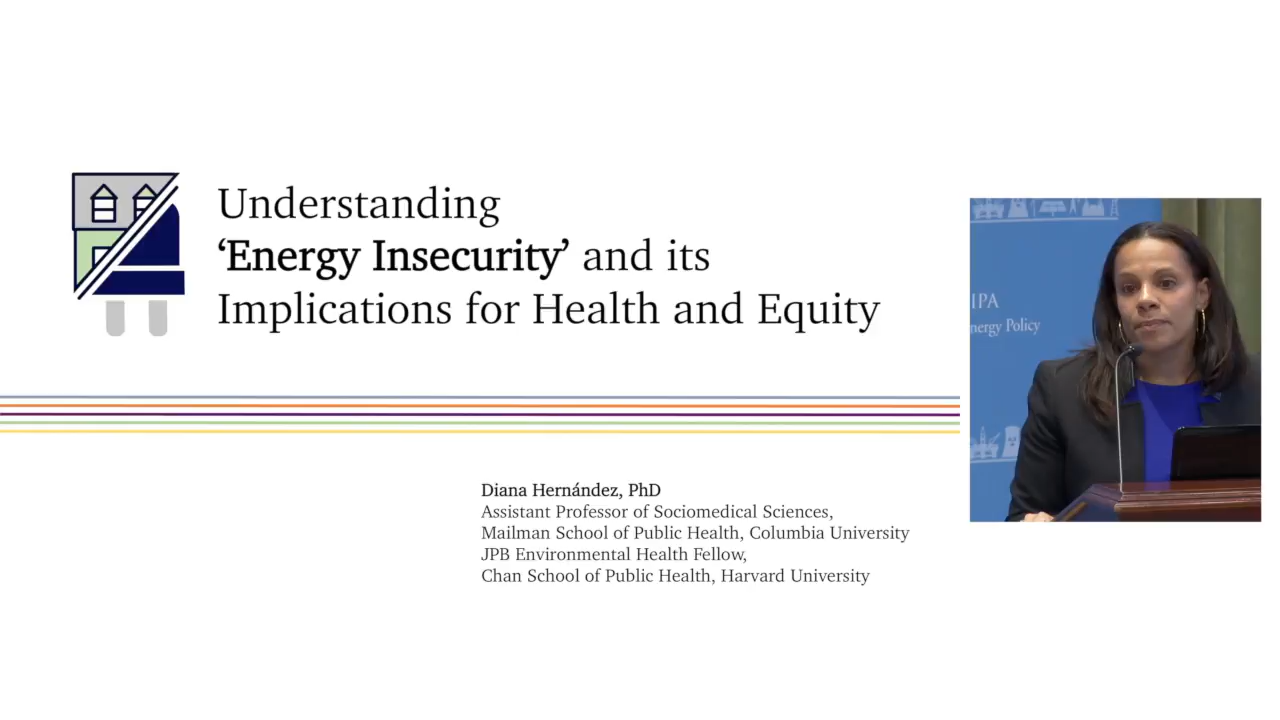 Understanding
‘Energy Insecurity’ and its
Implications for Health and Equity
Diana Hernández, PhD
Assistant Professor of Sociomedical Sciences,
Mailman School of Public Health, Columbia University
JPB Environmental Health Fellow,
Chan School of Public Health, Harvard University
IPA
nergy Policy